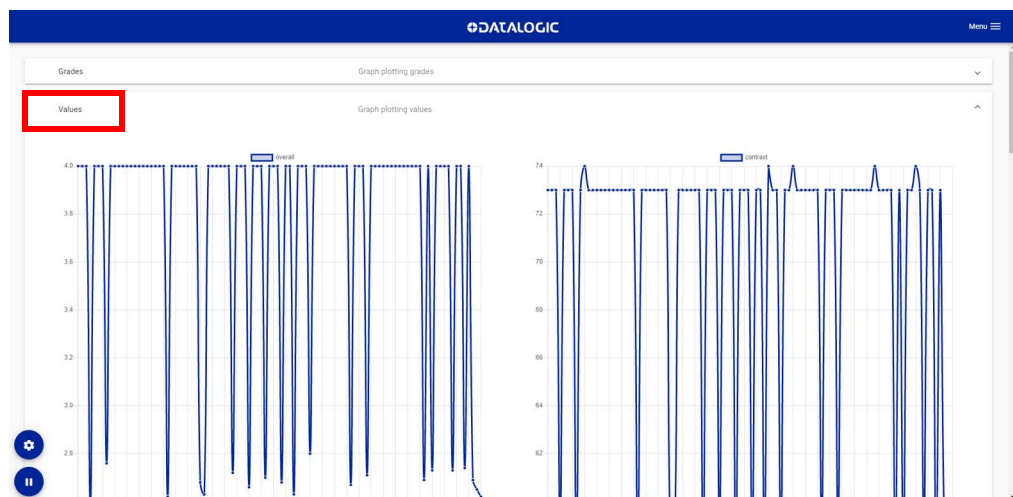 DATALOGIC
Menu
Grades Graph plotting grades
Values Graph plotting values
overall
4.0
3.8
3.6
3.4
3.2
3.0
2.8
contrast
74
72
70
68
66
64
62